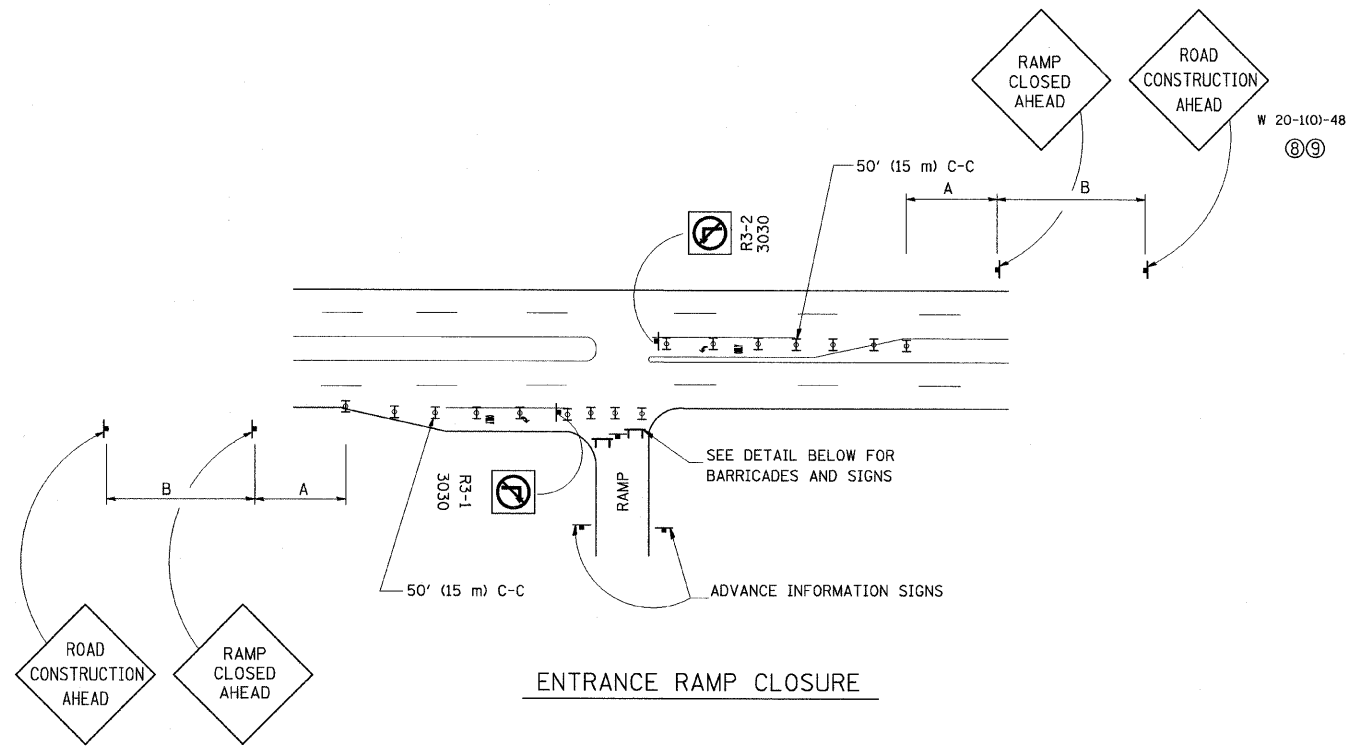 RAMP
CLOSED
AHEAD
ROAD
CONSTRUCTION
AHEAD
W 20-1(0)-48
⑧⑨
50' (15 m) C-C
A
B
R3-2
3030
SEE DETAIL BELOW FOR
BARRICADES AND SIGNS
B
A
R3-1
3030
RAMP
50' (15 m) C-C
ADVANCE INFORMATION SIGNS
ROAD
CONSTRUCTION
AHEAD
RAMP
CLOSED
AHEAD
ENTRANCE RAMP CLOSURE